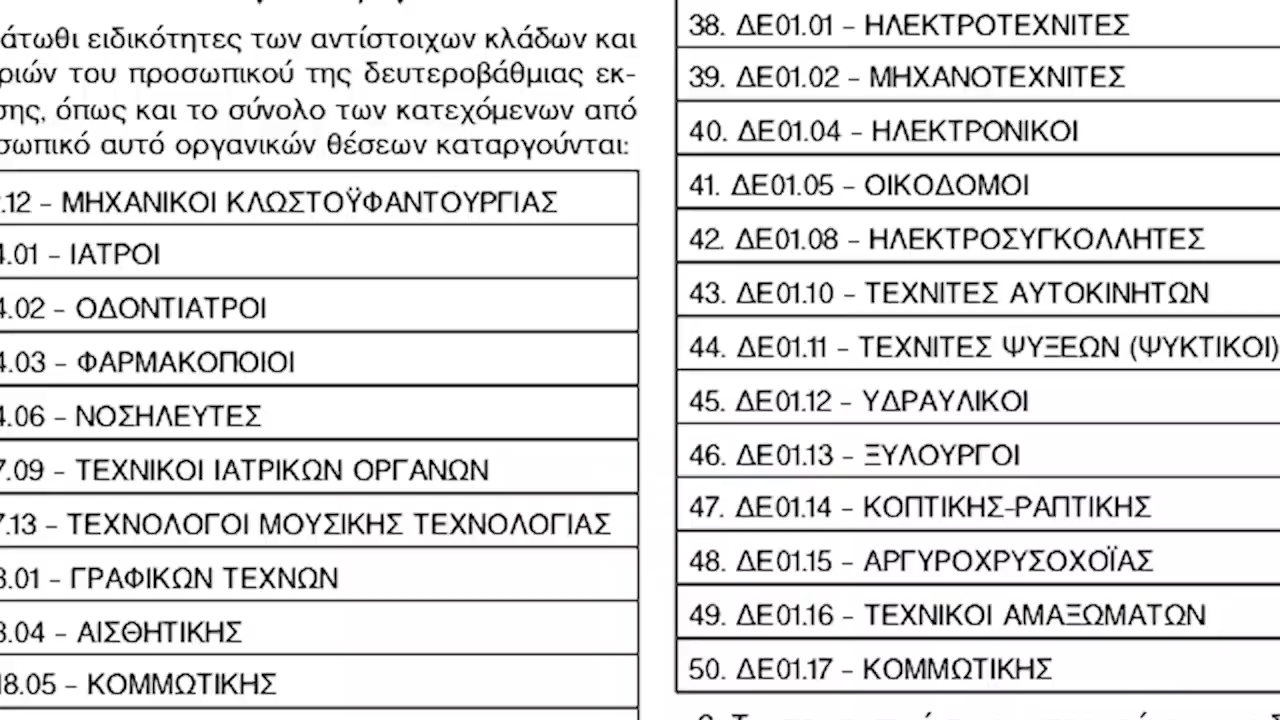 άτωθι ειδικότητες των αντίστοιχων κλάδων και
ριών του προσωπικού της δευτεροβάθμιας εκ-
σης, όπως και το σύνολο των κατεχόμενων από
σωπικό αυτό οργανικών θέσεων καταργούνται:
.12 – ΜΗΧΑΝΙΚΟΙ ΚΛΩΣΤΟΫΦΑΝΤΟΥΡΓΙΑΣ
4.01 – ΙΑΤΡΟΙ
4.02 – ΟΔΟΝΤΙΑΤΡΟΙ
4.03 – ΦΑΡΜΑΚΟΠΟΙΟΙ
4.06 – ΝΟΣΗΛΕΥΤΕΣ
7.09 – ΤΕΧΝΙΚΟΙ ΙΑΤΡΙΚΩΝ ΟΡΓΑΝΩΝ
7.13 – ΤΕΧΝΟΛΟΓΟΙ ΜΟΥΣΙΚΗΣ ΤΕΧΝΟΛΟΓΙΑΣ
8.01 – ΓΡΑΦΙΚΩΝ ΤΕΧΝΩΝ
8.04 – ΑΙΣΘΗΤΙΚΗΣ
18.05 – ΚΟΜΜΩΤΙΚΗΣ
38. ΔΕ01.01 – ΗΛΕΚΤΡΟΤΕΧΝΙΤΕΣ
39. ΔΕ01.02 – ΜΗΧΑΝΟΤΕΧΝΙΤΕΣ
40. ΔΕ01.04 – ΗΛΕΚΤΡΟΝΙΚΟΙ
41. ΔΕ01.05 – ΟΙΚΟΔΟΜΟΙ
42. ΔΕ01.08 – ΗΛΕΚΤΡΟΣΥΓΚΟΛΛΗΤΕΣ
43. ΔΕ01.10 – ΤΕΧΝΙΤΕΣ ΑΥΤΟΚΙΝΗΤΩΝ
44. ΔΕ01.11 – ΤΕΧΝΙΤΕΣ ΨΥΞΕΩΝ (ΨΥΚΤΙΚΟΙ)
45. ΔΕ01.12 – ΥΔΡΑΥΛΙΚΟΙ
46. ΔΕ01.13 – ΞΥΛΟΥΡΓΟΙ
47. ΔΕ01.14 – ΚΟΠΤΙΚΗΣ-ΡΑΠΤΙΚΗΣ
48. ΔΕ01.15 – ΑΡΓΥΡΟΧΡΥΣΟΧΟΪΑΣ
49. ΔΕ01.16 – ΤΕΧΝΙΚΟΙ ΑΜΑΞΩΜΑΤΩΝ
50. ΔΕ01.17 – ΚΟΜΜΩΤΙΚΗΣ